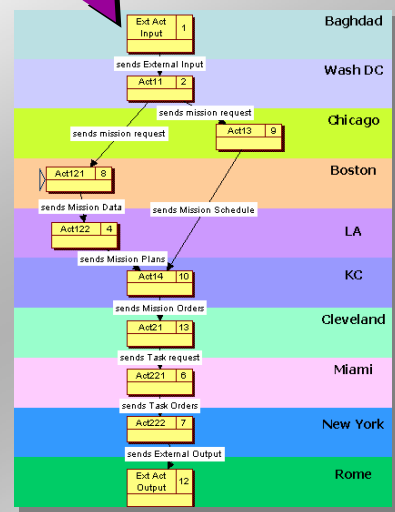 Baghdad
Ext Act
Input
1
sends External Input
Wash DC
Act11 2
sends mission request
Chicago
sends mission request
Act13 9
Boston
Act121 8
sends Mission Data
sends Mission Schedule
LA
Act122 4
sends Mission Plans
KC
Act14 10
sends Mission Orders
Cleveland
Act21 13
sends Task request
Miami
Act221 6
sends Task Orders
New York
Act222 7
sends External Output
Rome
Ext Act
Output
12